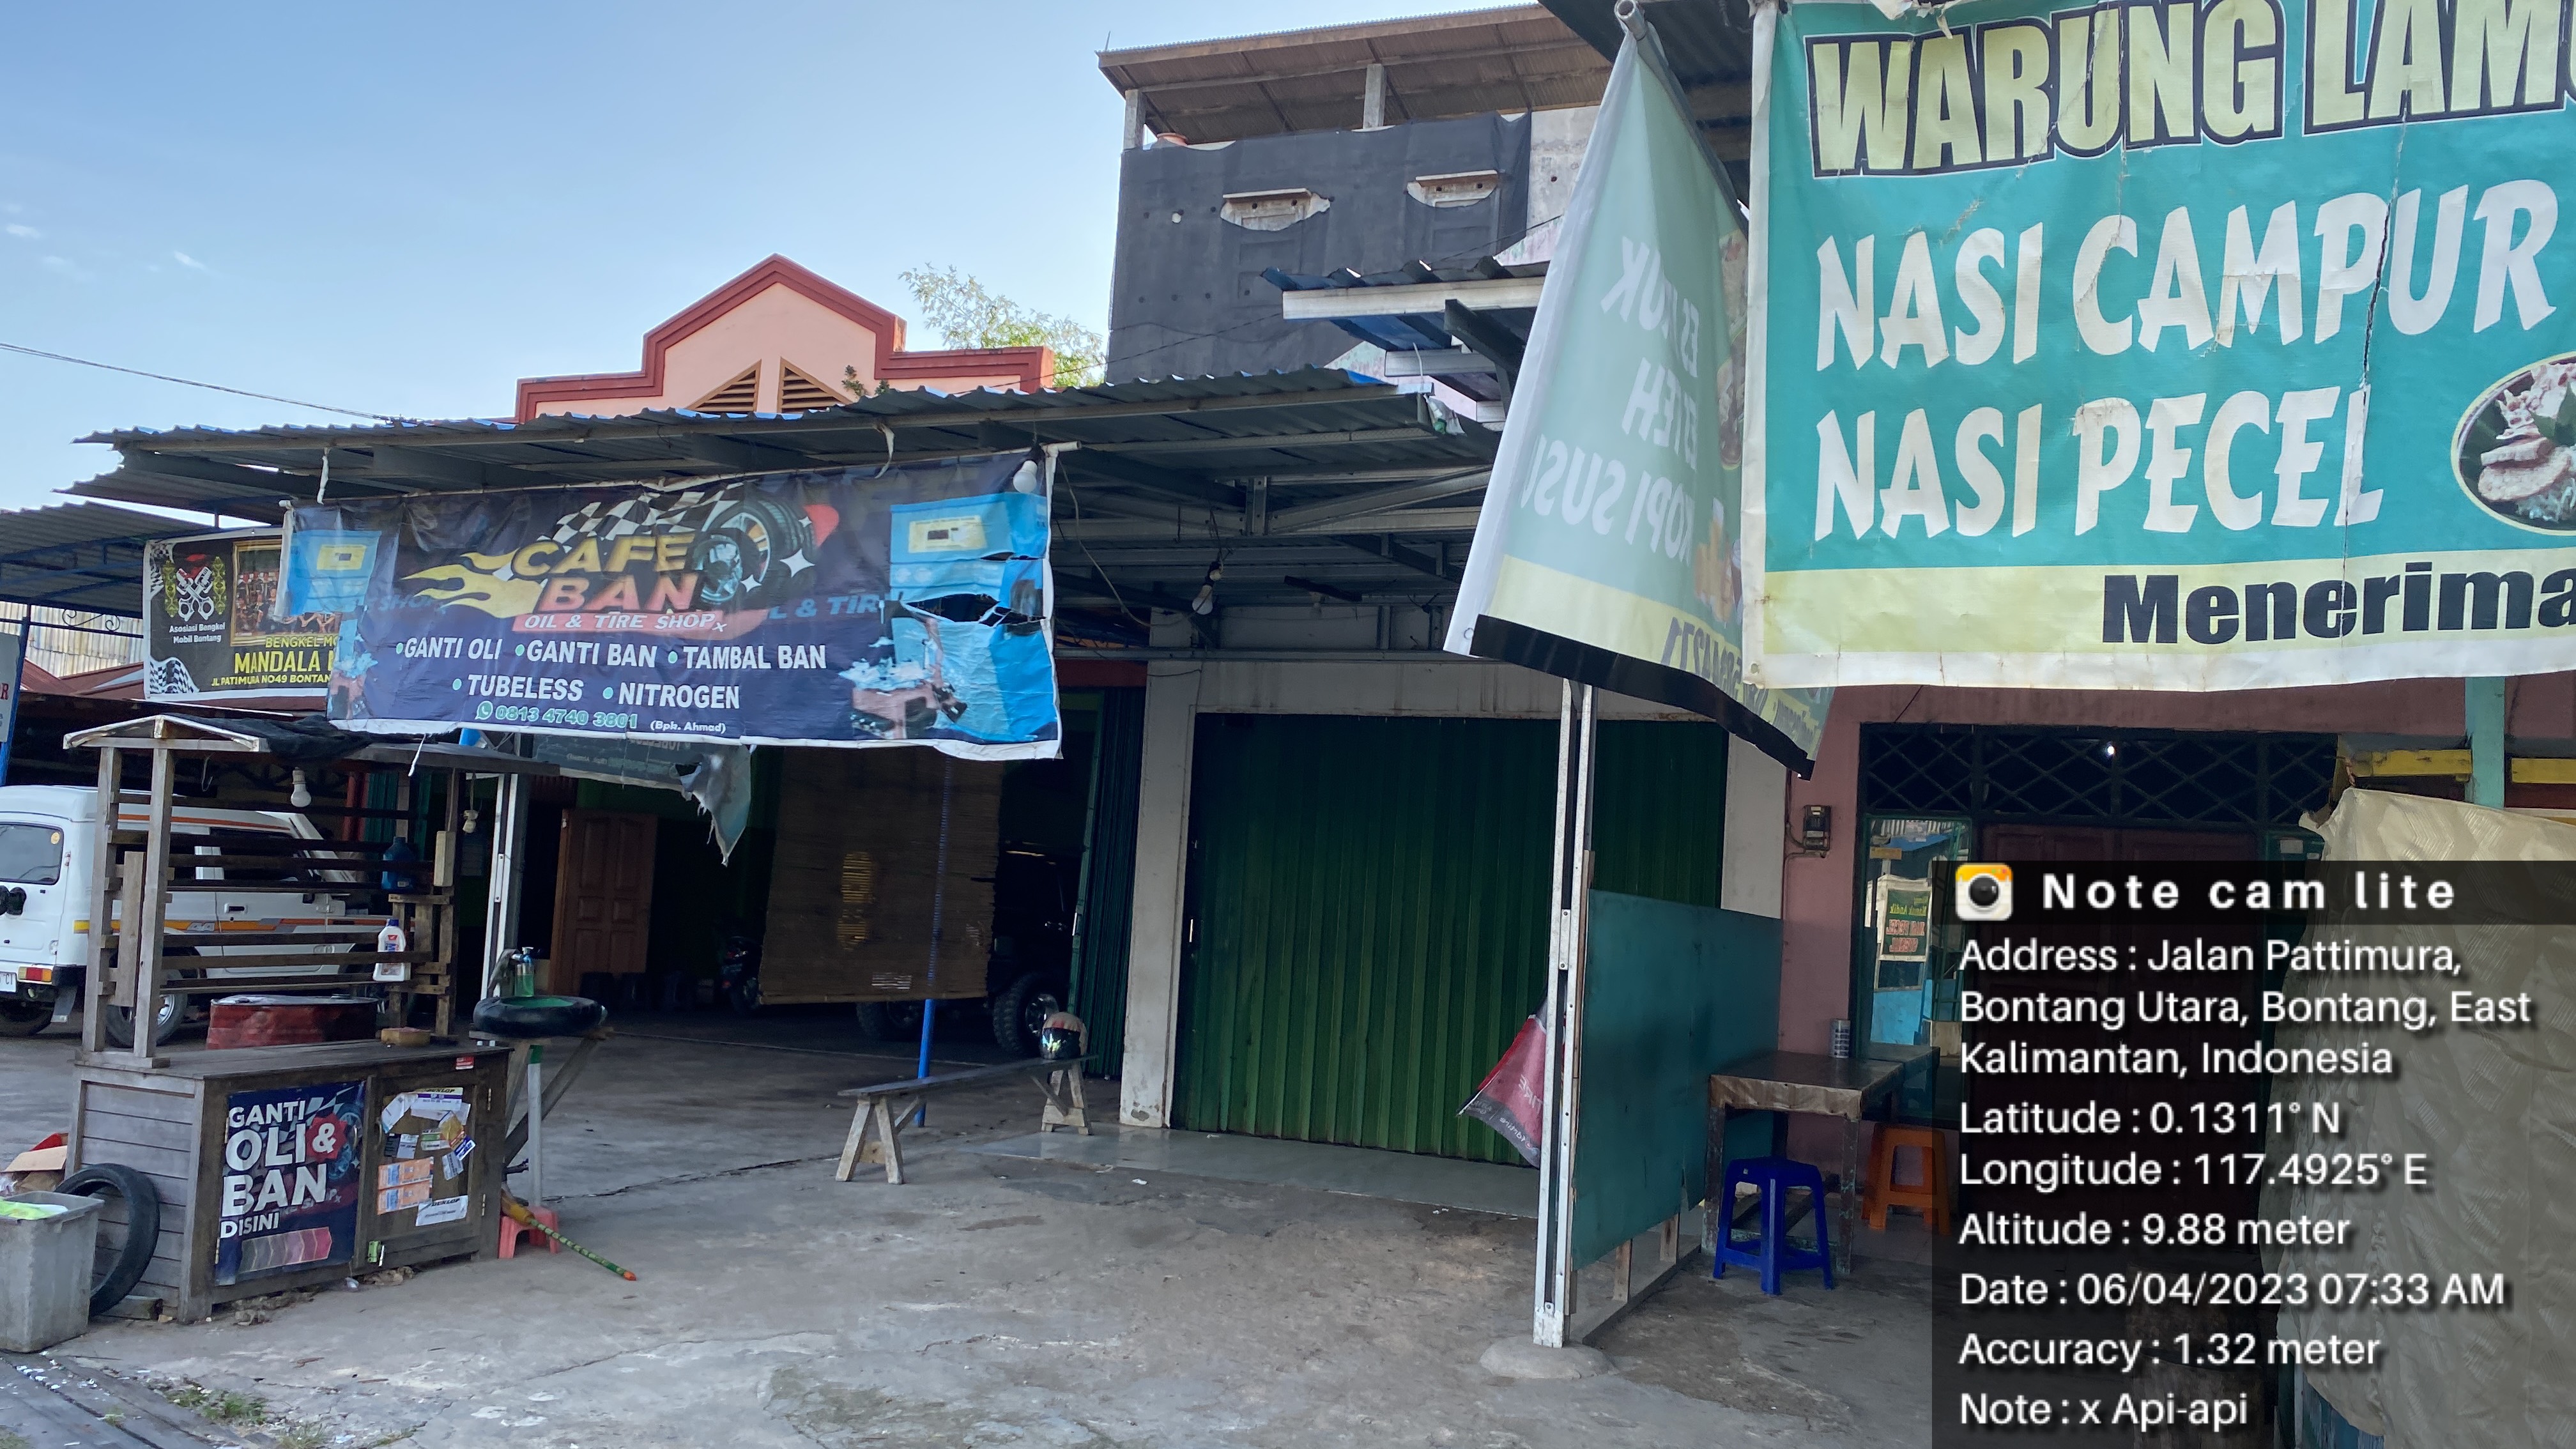 WARUNG
NASI CAMPUR
NASI PECEL
Menerima
ES
ESTEH
KOPI SUSU
CAFE
BAN
OIL & TIRE SHOP
L & TIR
•GANTI OLI •GANTI BAN •TAMBAL BAN
•TUBELESS •NITROGEN
0813 4740 3801 (Bpk. Ahmad)
Asosiasi Bengkel
Mobil Bontang
BENGKEL
MANDALA
JL PATIMURA NO49 BONTAN
GANTI
OLI &
BAN
DISINI
DUNLOP
Note cam lite
Address : Jalan Pattimura,
Bontang Utara, Bontang, East
Kalimantan, Indonesia
Latitude : 0.1311° N
Longitude : 117.4925° E
Altitude : 9.88 meter
Date : 06/04/2023 07:33 AM
Accuracy : 1.32 meter
Note : x Api-api